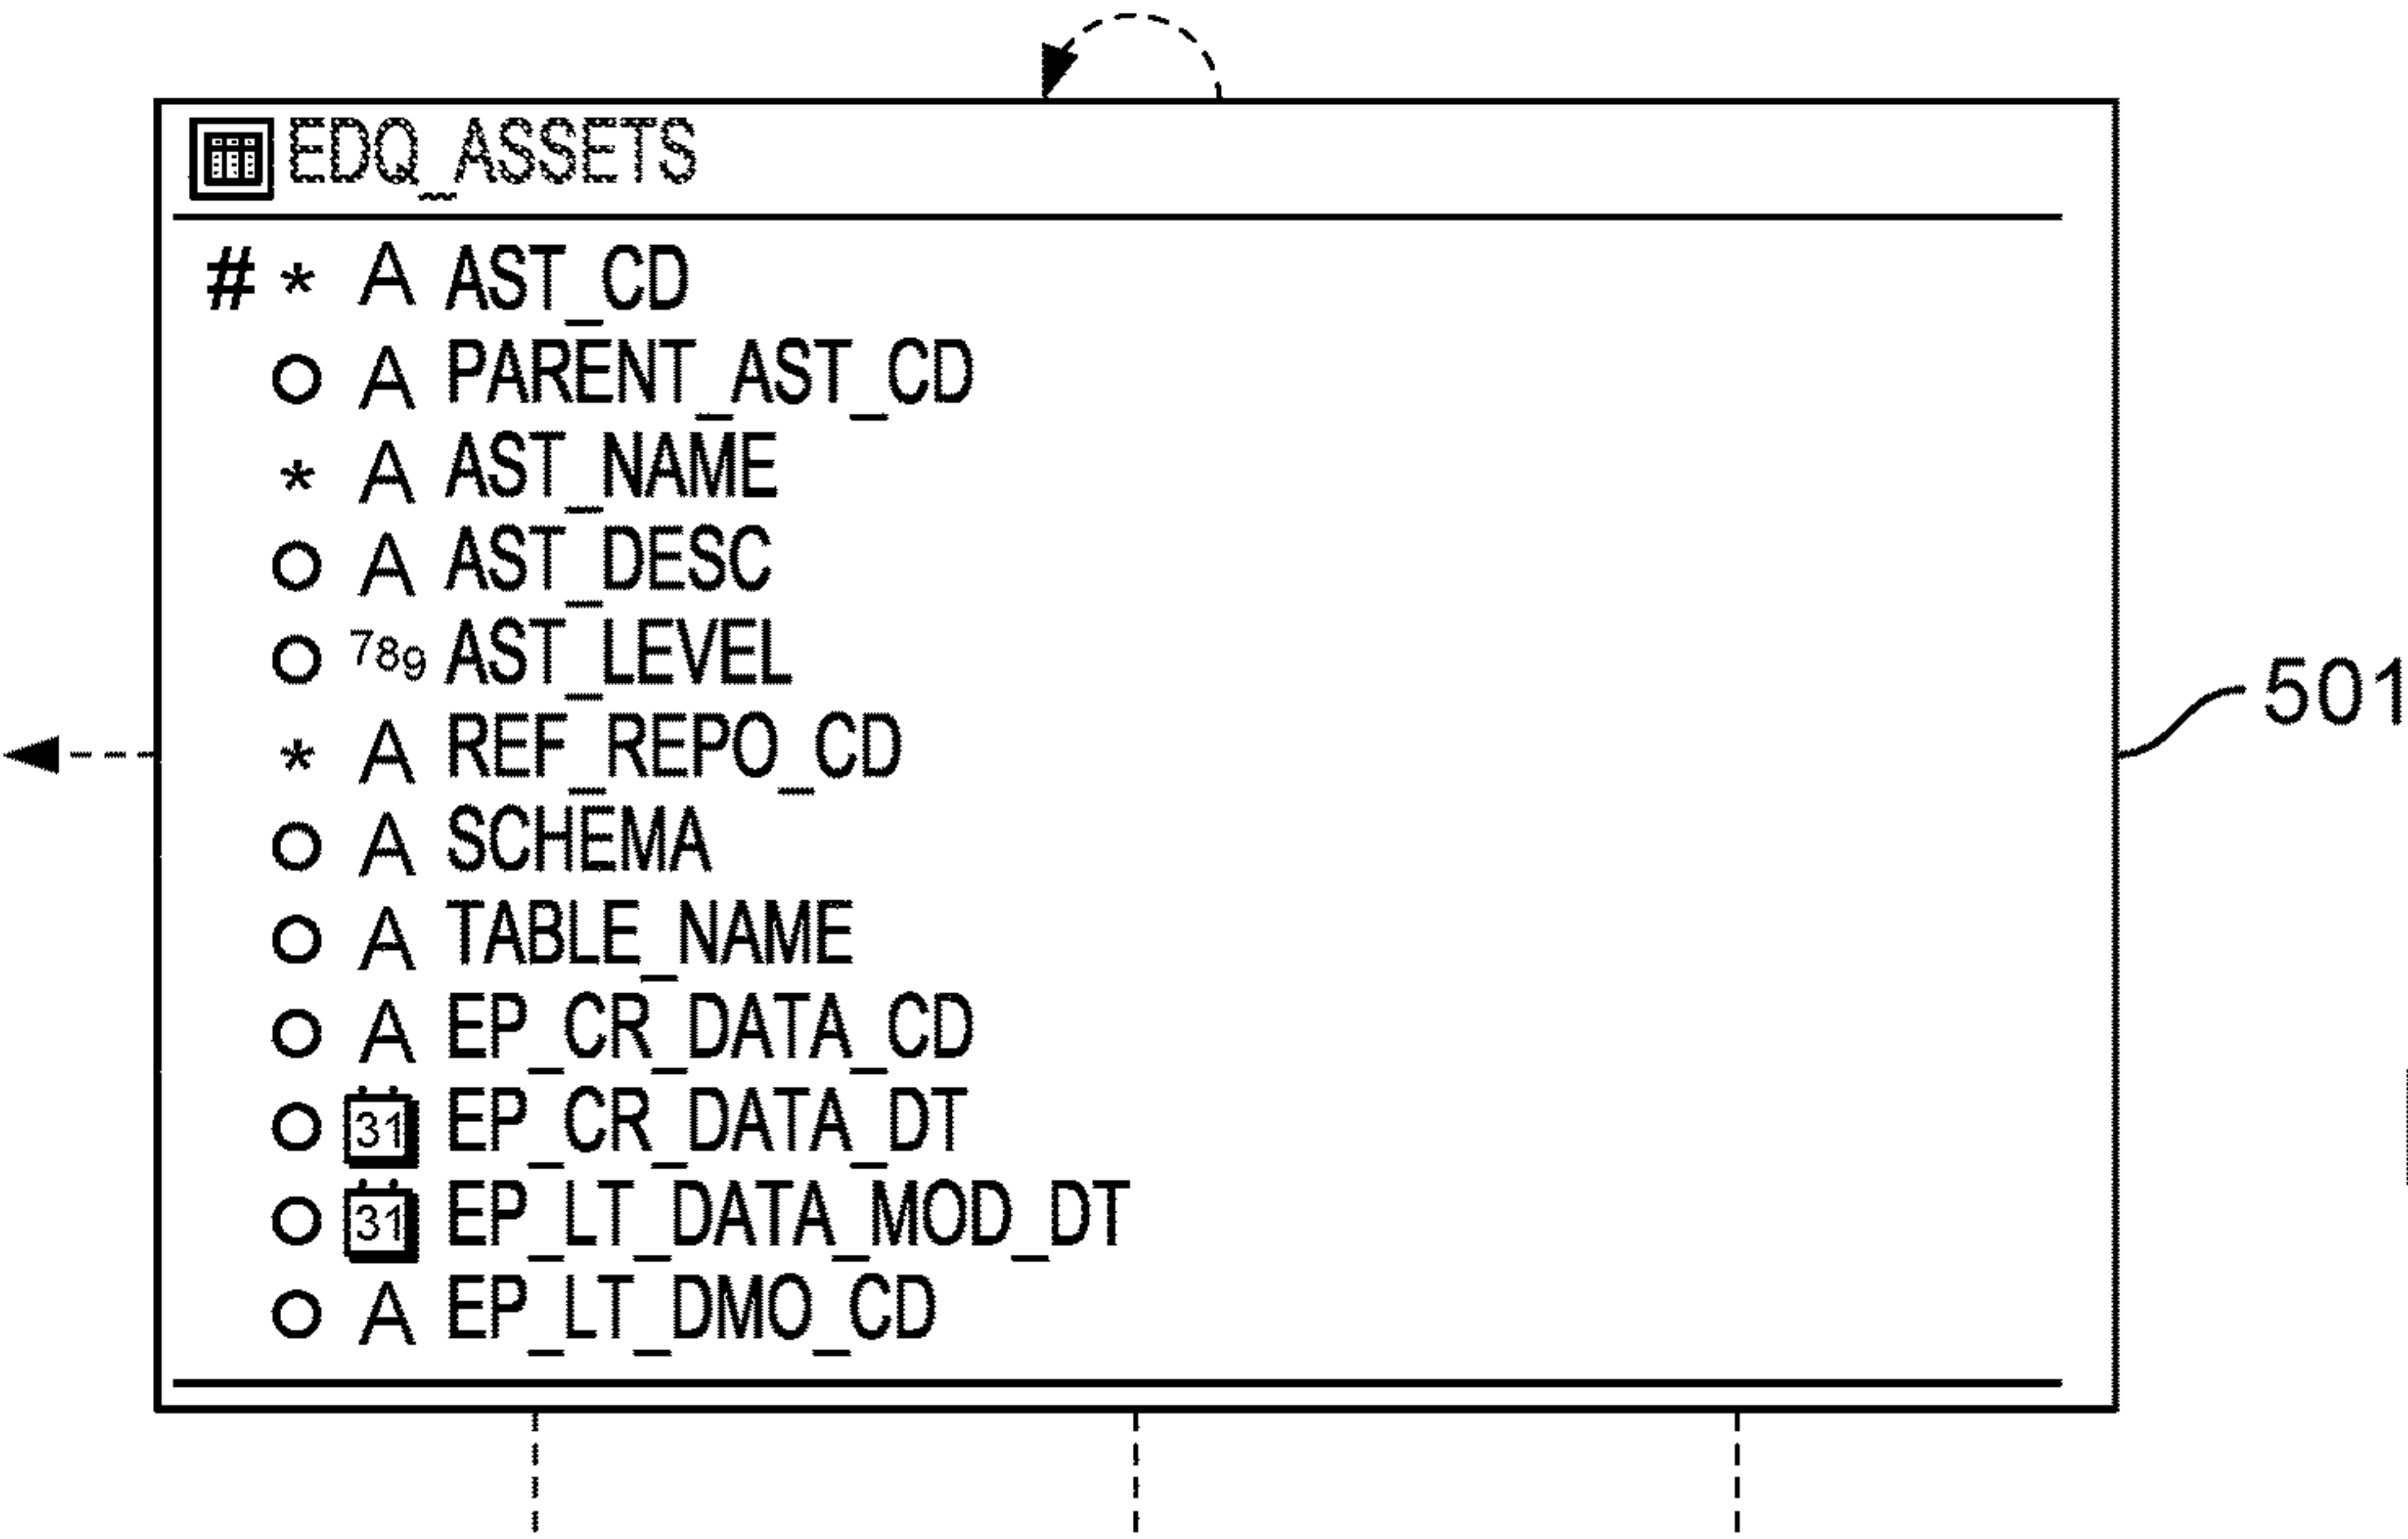 EDQ_ASSETS
# * A AST_CD
A PARENT_AST_CD
* A AST_NAME
A AST_DESC
789 AST_LEVEL
* A REF_REPO_CD
A SCHEMA
A TABLE_NAME
A EP_CR_DATA_CD
31 EP_CR_DATA_DT
31 EP_LT_DATA_MOD_DT
A EP_LT_DMO_CD
501